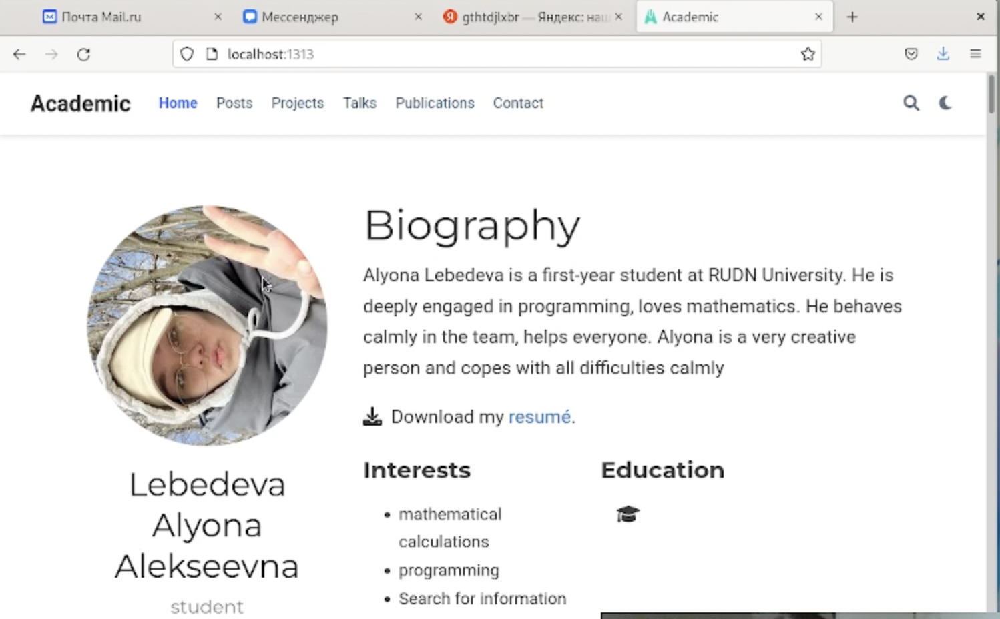 Почта Mail.ru
Мессенджер
gthtdjlxbr — Яндекс: наш
Academic
localhost:1313
Academic Home Posts Projects Talks Publications Contact
Biography
Alyona Lebedeva is a first-year student at RUDN University. He is
deeply engaged in programming, loves mathematics. He behaves
calmly in the team, helps everyone. Alyona is a very creative
person and copes with all difficulties calmly
Download my resumé.
Lebedeva
Alyona
Alekseevna
student
Interests
mathematical
calculations
programming
Search for information
Education